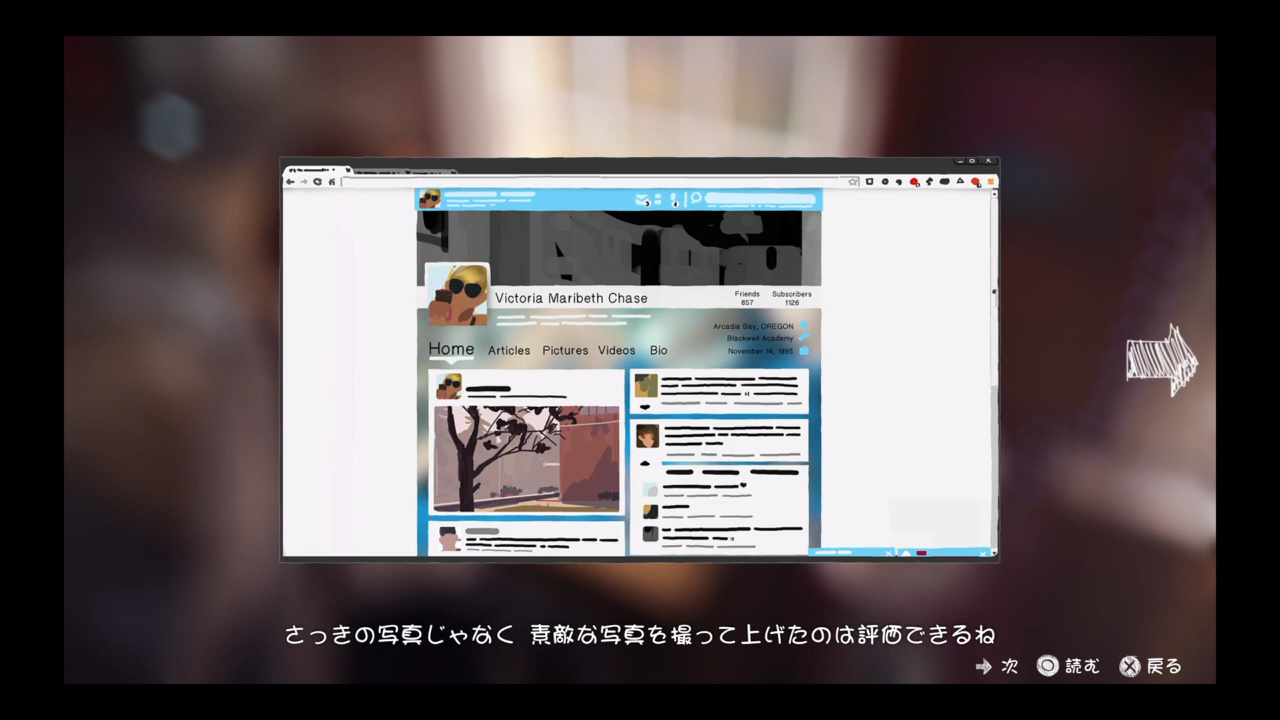 3
4
Victoria Maribeth Chase
Friends
857
Subscribers
1126
Arcadia Bay, OREGON
Blackwell Academy
November 14, 1995
Home Articles Pictures Videos Bio
さっきの写真じゃなく 素敵な写真を撮って上げたのは評価できるね
次 読む 戻る